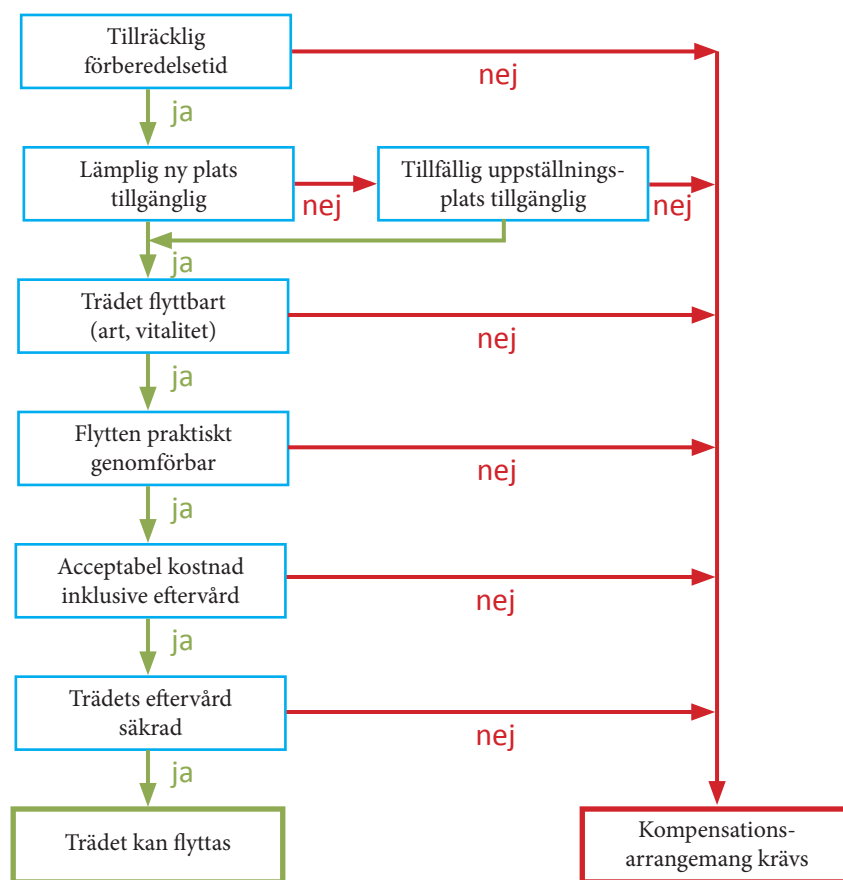 Tillräcklig
förberedelsetid
nej
ja
Lämplig ny plats
tillgänglig
nej
Tillfällig uppställnings-
plats tillgänglig
nej
ja
Trädet flyttbart
(art, vitalitet)
nej
ja
Flytten praktiskt
genomförbar
nej
ja
Acceptabel kostnad
inklusive eftervård
nej
ja
Trädets eftervård
säkrad
nej
ja
Trädet kan flyttas
Kompensations-
arrangemang krävs